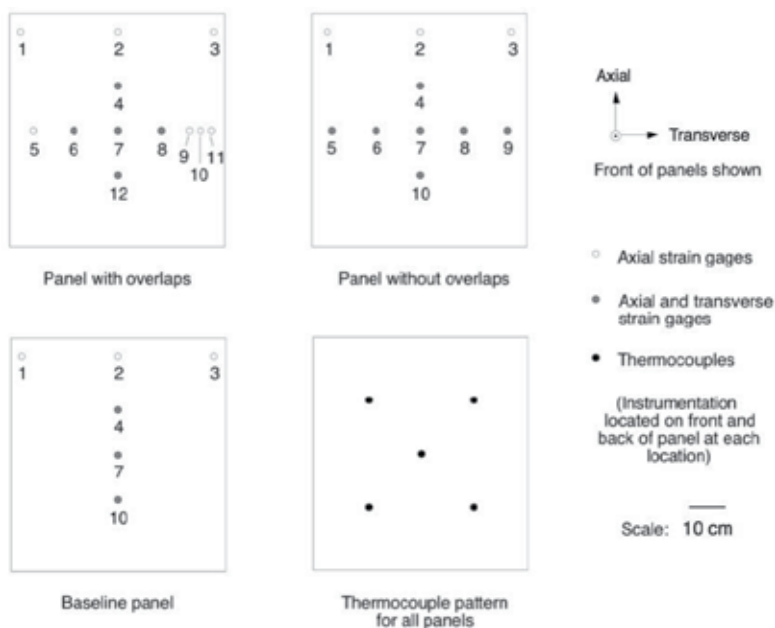 1 2 3
4
5 6 7 8 9 10 11
12
Panel with overlaps
1 2 3
4
5 6 7 8 9
10
Panel without overlaps
Axial
Transverse
Front of panels shown
Axial strain gages
Axial and transverse
strain gages
Thermocouples
(Instrumentation
located on front and
back of panel at each
location)
Scale: 10 cm
1 2 3
4
7
10
Baseline panel
Thermocouple pattern
for all panels